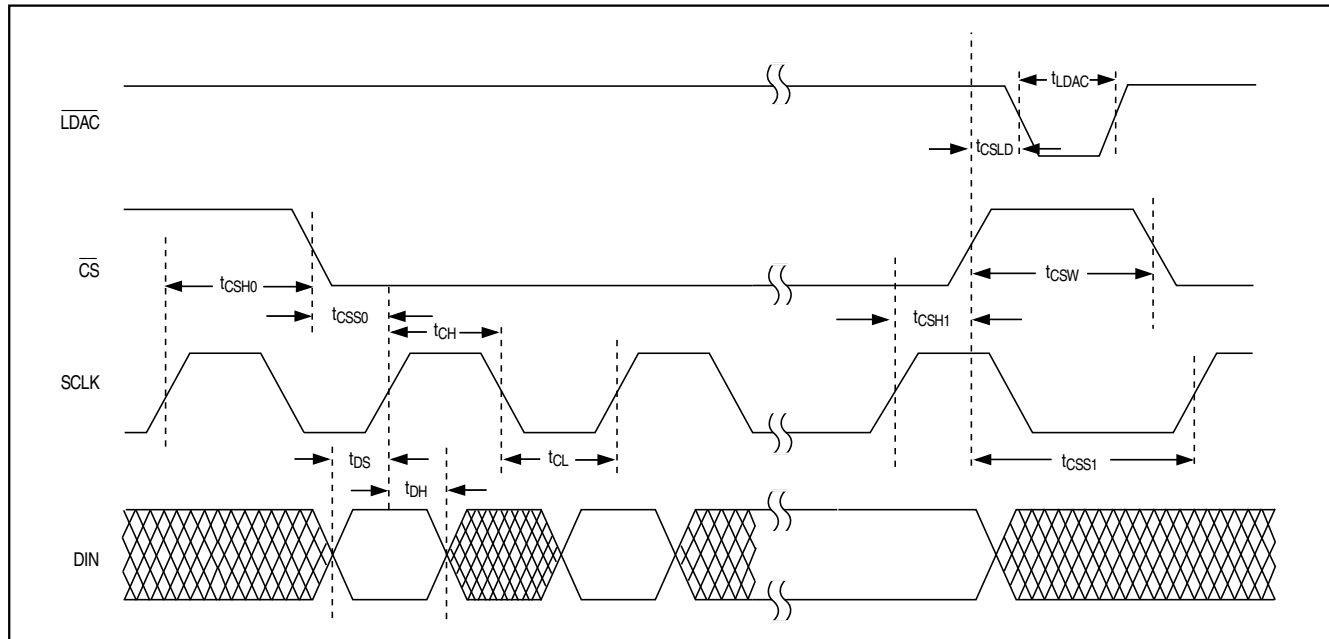 tLDAC
LDAC
tCSLD
CS
tCSH0
tCSW
tCSS0
tCSH1
tCH
SCLK
tDS
tCL
tCSS1
tDH
DIN